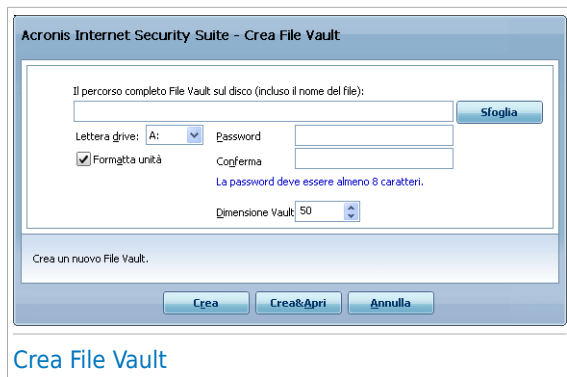 Acronis Internet Security Suite - Crea File Vault
Il percorso completo File Vault sul disco (incluso il nome del file):
Sfoglia
Lettera drive: A: Password
Formatta unità Conferma
La password deve essere almeno 8 caratteri.
Dimensione Vault 50
Crea un nuovo File Vault.
Crea Crea&Apri Annulla
Crea File Vault